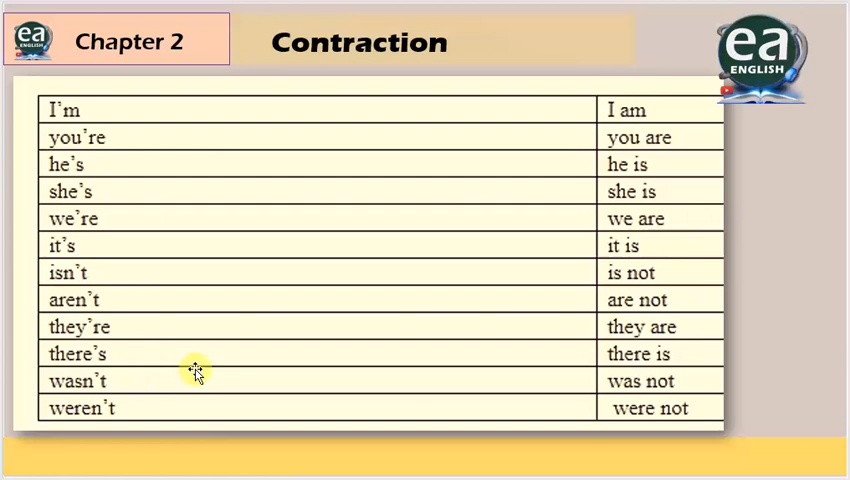 ea
ENGLISH
Chapter 2
Contraction
ea
ENGLISH
I’m I am
you’re you are
he’s he is
she’s she is
we’re we are
it’s it is
isn’t is not
aren’t are not
they’re they are
there’s there is
wasn’t was not
weren’t were not